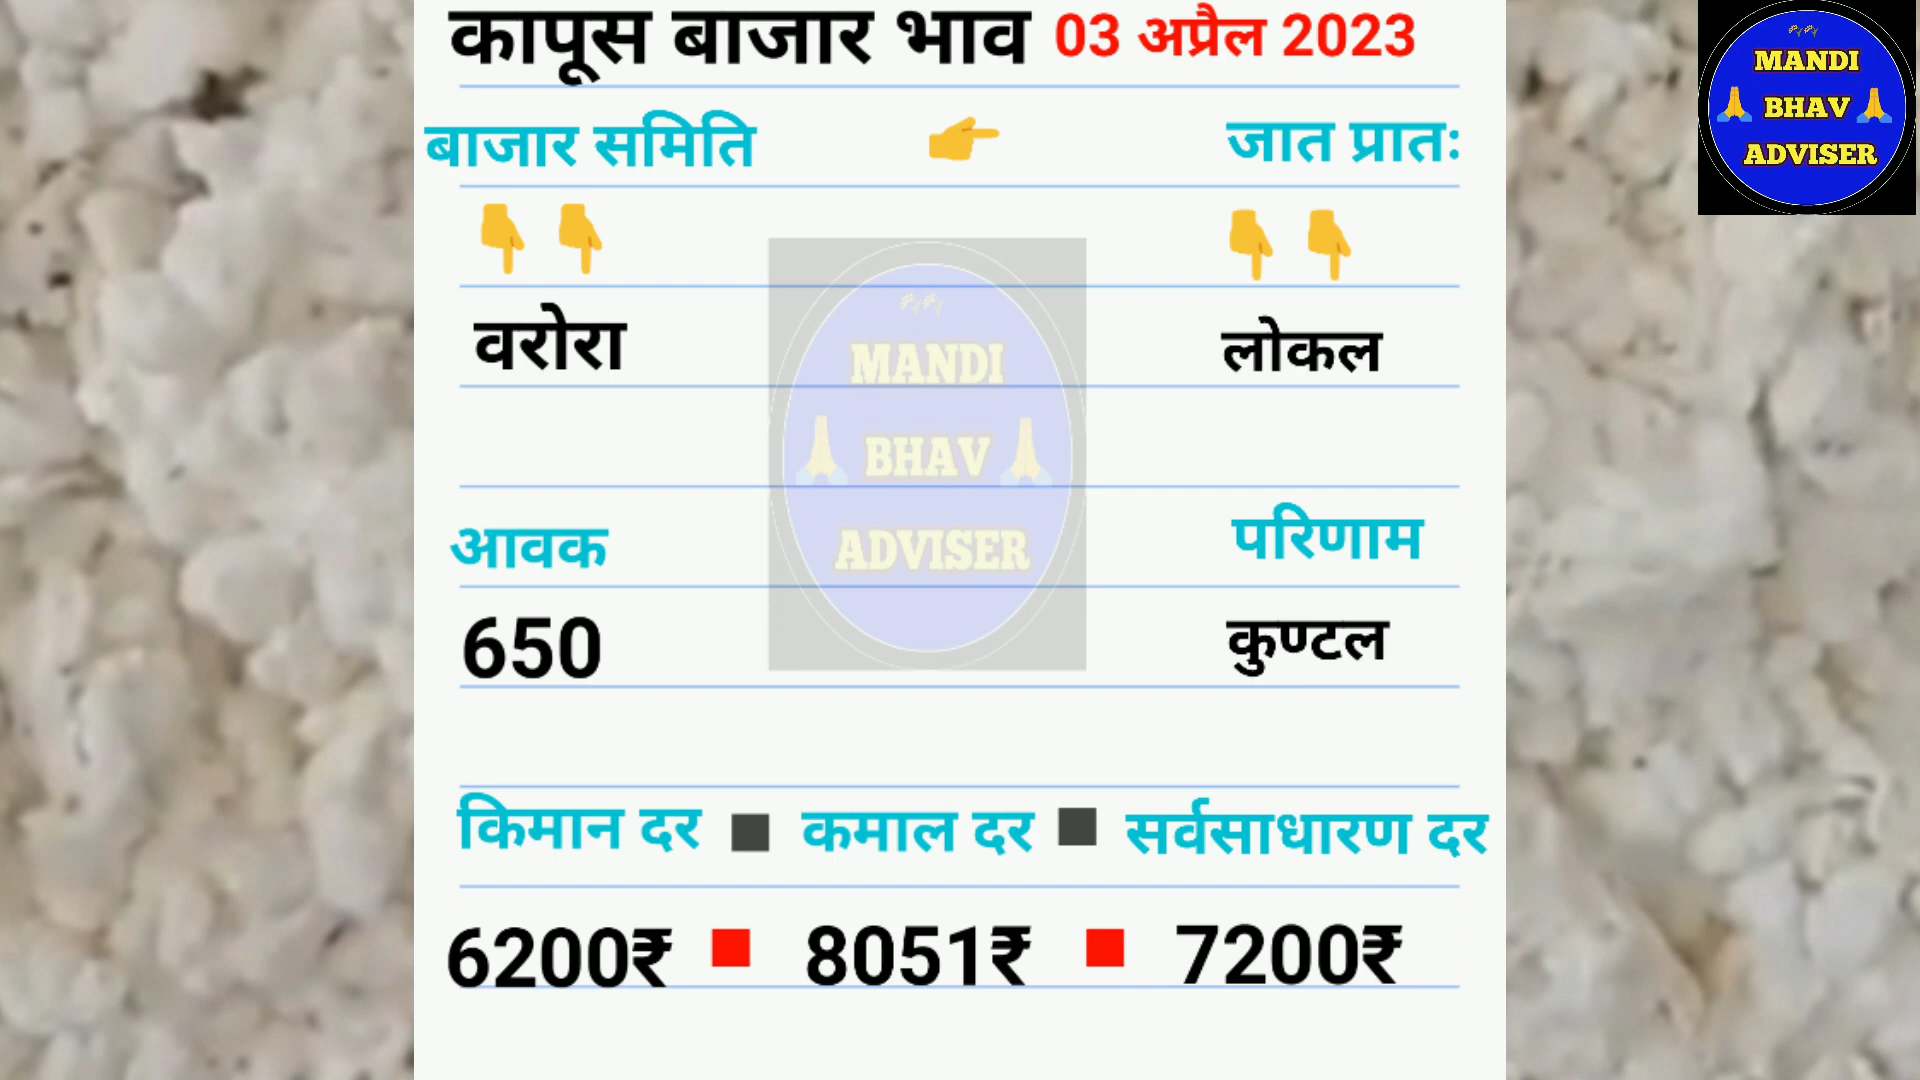 कापूस बाजार भाव 03 अप्रैल 2023
बाजार समिति 👉 जात प्रातः
👇 👇 👇 👇
वरोरा लोकल
आवक परिणाम
650 कुण्टल
किमान दर ◼ कमाल दर ◼ सर्वसाधारण दर
6200₹ 🟥 8051₹ 🟥 7200₹
MANDI
🙏 BHAV 🙏
ADVISER
MANDI
🙏 BHAV 🙏
ADVISER